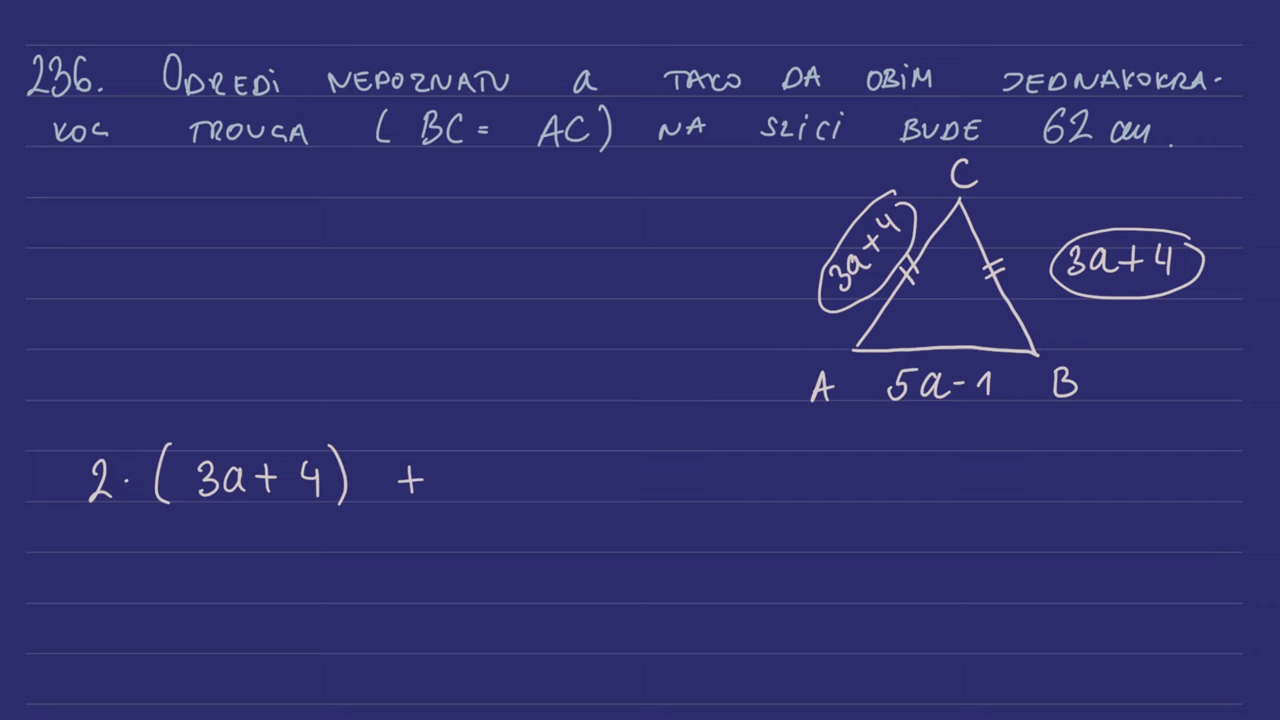 236. ODREDI NEPOZNATU a TAKO DA OBIM JEDNAKOKRA-
KOG TROUGA (BC = AC) NA SLICI BUDE 62 cm.
C
3a+4
3a+4
A 5a-1 B
2·(3a+4) +